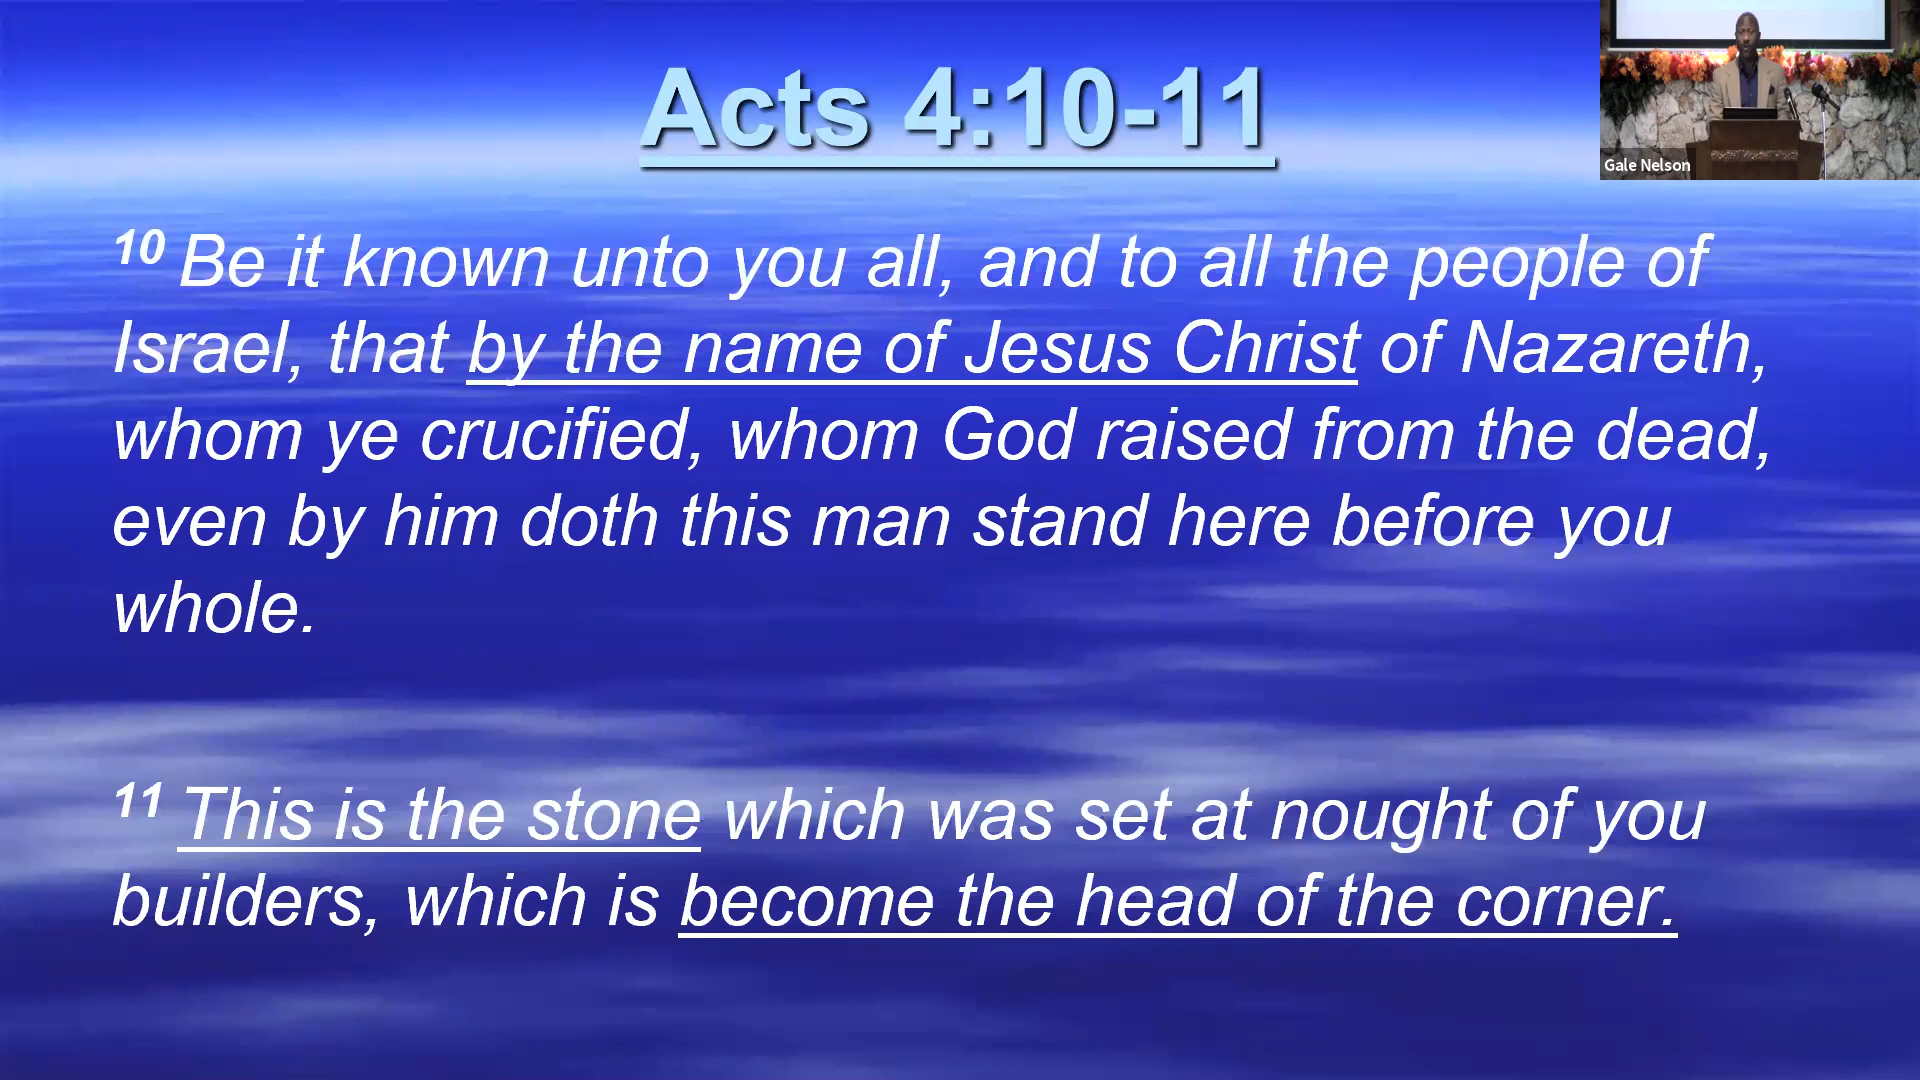 Acts 4:10-11
Gale Nelson
10 Be it known unto you all, and to all the people of
Israel, that by the name of Jesus Christ of Nazareth,
whom ye crucified, whom God raised from the dead,
even by him doth this man stand here before you
whole.
11 This is the stone which was set at nought of you
builders, which is become the head of the corner.